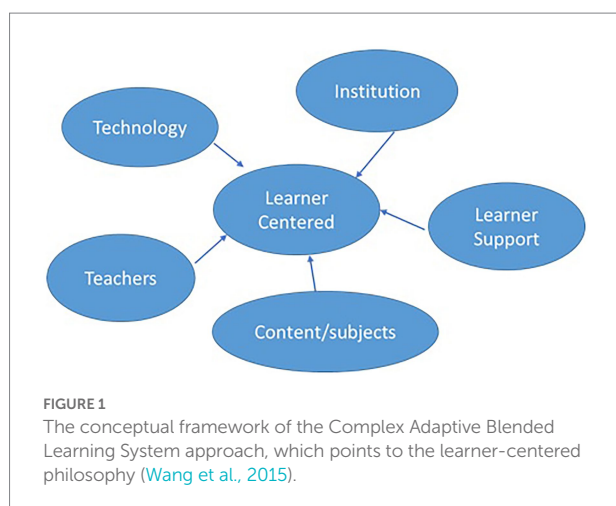 Institution
Technology
Learner
Centered
Learner
Support
Teachers
Content/subjects
FIGURE 1
The conceptual framework of the Complex Adaptive Blended
Learning System approach, which points to the learner-centered
philosophy (Wang et al., 2015).